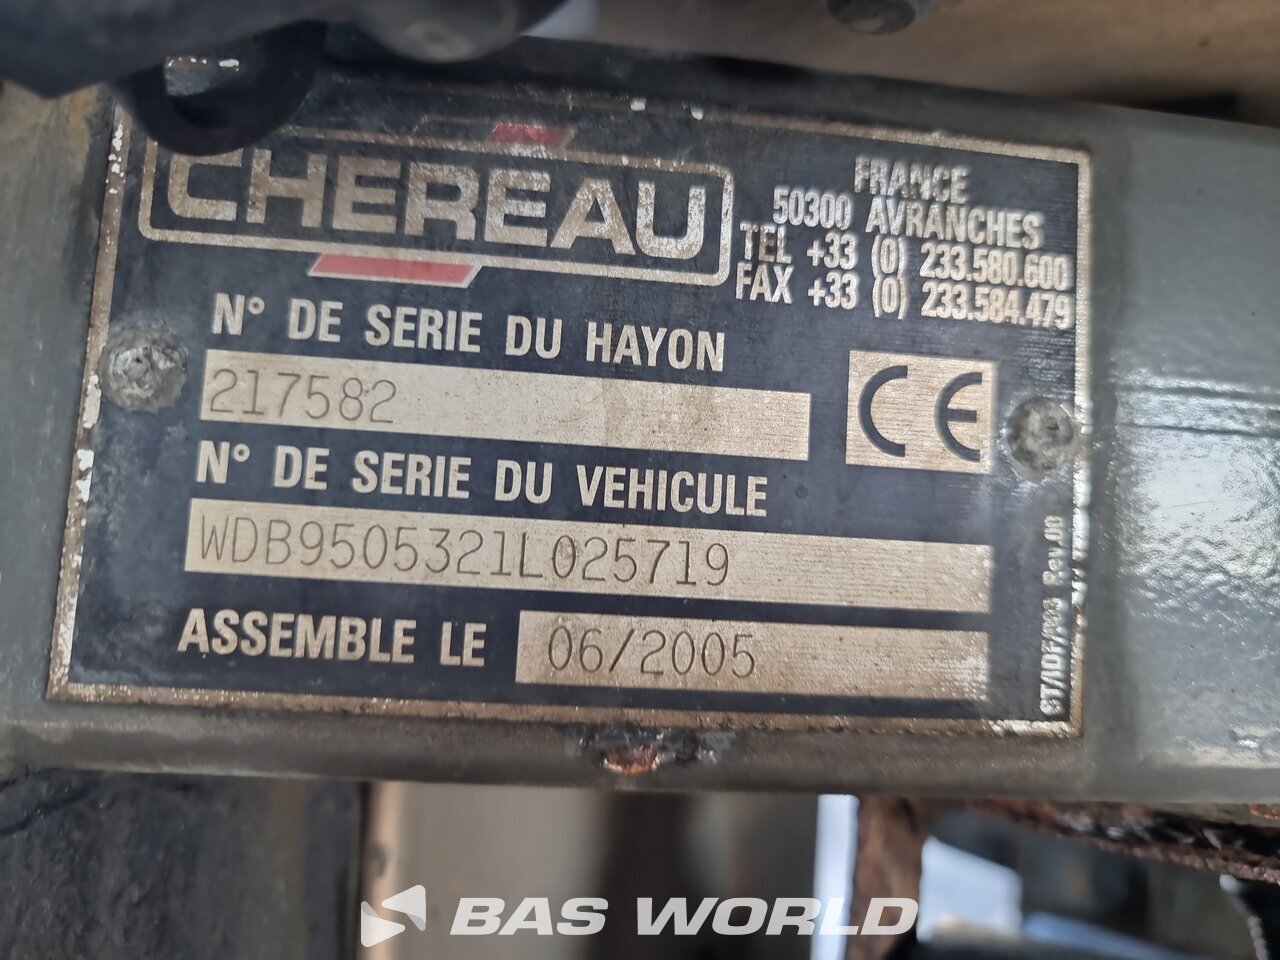 CHEREAU
FRANCE
50300 AVRANCHES
TEL +33 (0) 233.580.600
FAX +33 (0) 233.584.479
N° DE SERIE DU HAYON
217582
CE
N° DE SERIE DU VEHICULE
WDB9505321L025719
ASSEMBLE LE 06/2005
BAS WORLD